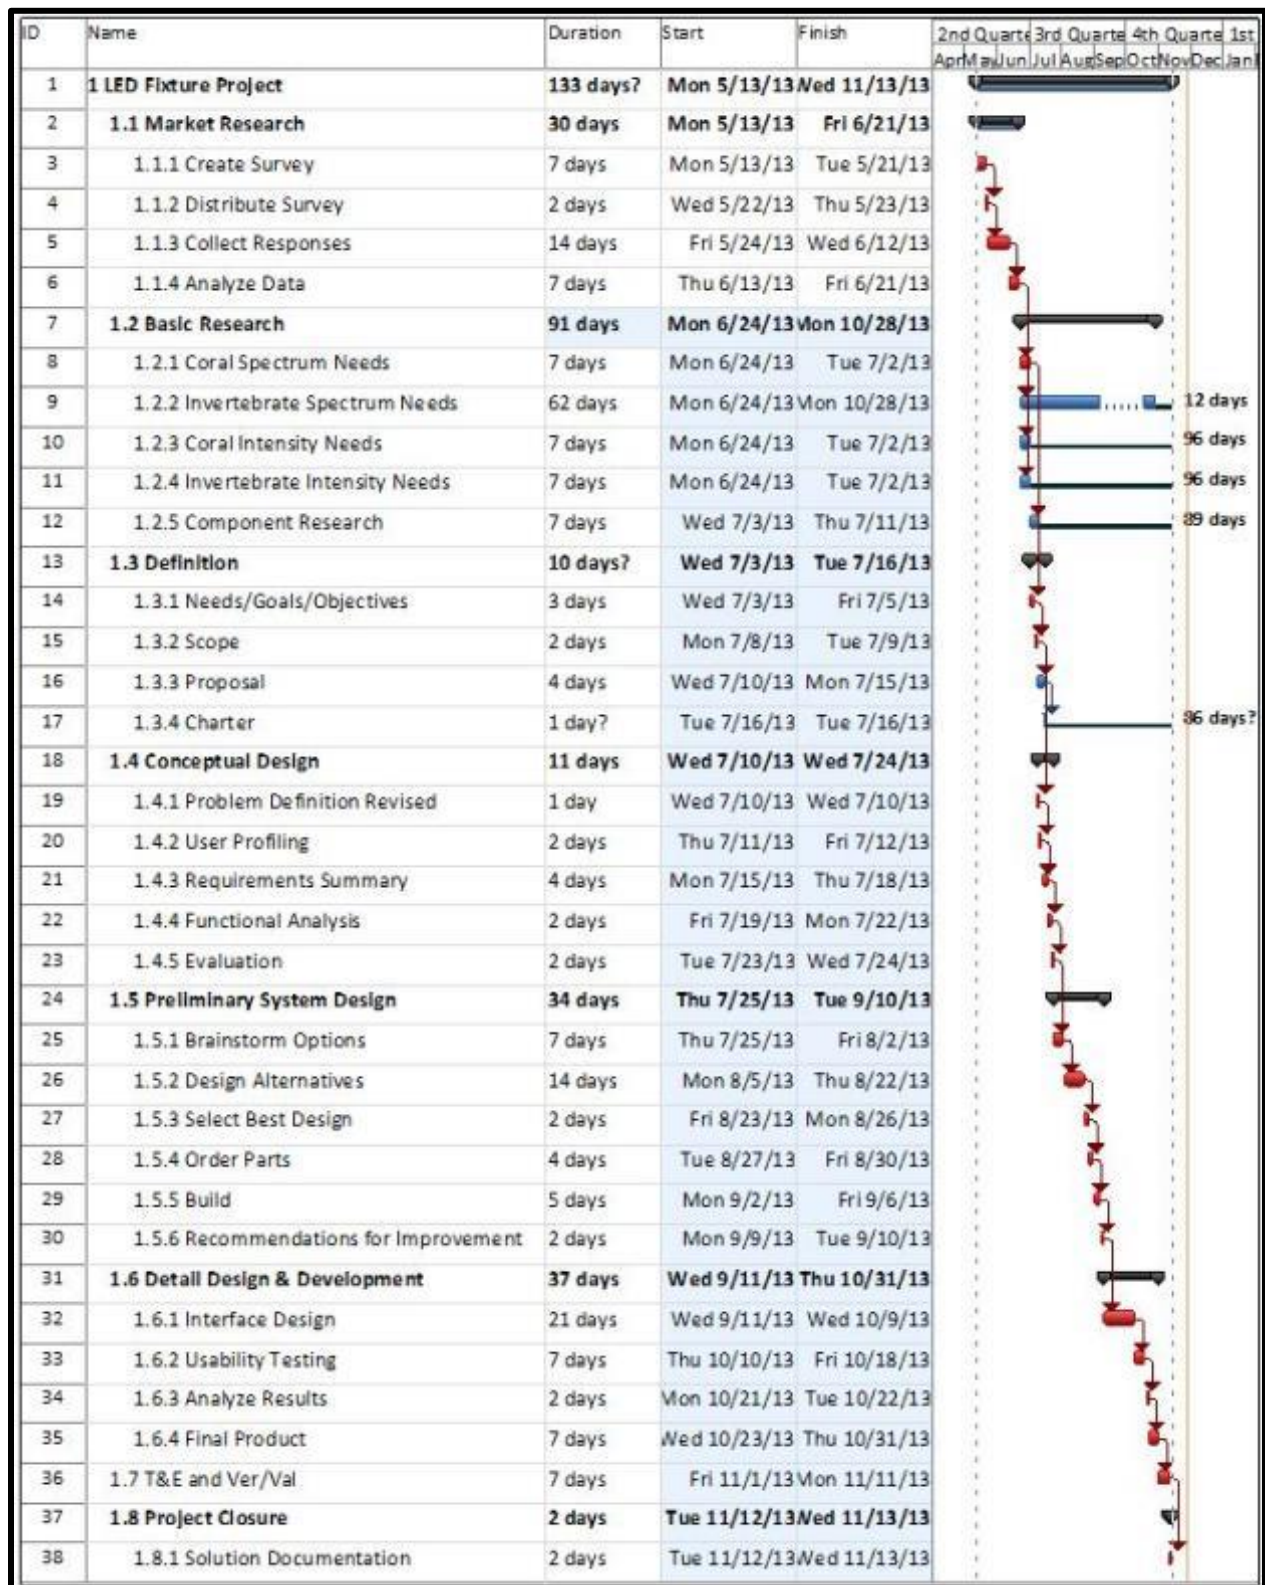 ID Name Duration Start Finish 2nd Quarte 3rd Quarte 4th Quarte 1st
Apr May Jun Jul Aug Sep Oct Nov Dec Jan
1 1 LED Fixture Project 133 days? Mon 5/13/13 Wed 11/13/13
2 1.1 Market Research 30 days Mon 5/13/13 Fri 6/21/13
3 1.1.1 Create Survey 7 days Mon 5/13/13 Tue 5/21/13
4 1.1.2 Distribute Survey 2 days Wed 5/22/13 Thu 5/23/13
5 1.1.3 Collect Responses 14 days Fri 5/24/13 Wed 6/12/13
6 1.1.4 Analyze Data 7 days Thu 6/13/13 Fri 6/21/13
7 1.2 Basic Research 91 days Mon 6/24/13 Mon 10/28/13
8 1.2.1 Coral Spectrum Needs 7 days Mon 6/24/13 Tue 7/2/13
9 1.2.2 Invertebrate Spectrum Needs 62 days Mon 6/24/13 Mon 10/28/13 12 days
10 1.2.3 Coral Intensity Needs 7 days Mon 6/24/13 Tue 7/2/13 96 days
11 1.2.4 Invertebrate Intensity Needs 7 days Mon 6/24/13 Tue 7/2/13 96 days
12 1.2.5 Component Research 7 days Wed 7/3/13 Thu 7/11/13 89 days
13 1.3 Definition 10 days? Wed 7/3/13 Tue 7/16/13
14 1.3.1 Needs/Goals/Objectives 3 days Wed 7/3/13 Fri 7/5/13
15 1.3.2 Scope 2 days Mon 7/8/13 Tue 7/9/13
16 1.3.3 Proposal 4 days Wed 7/10/13 Mon 7/15/13
17 1.3.4 Charter 1 day? Tue 7/16/13 Tue 7/16/13 86 days?
18 1.4 Conceptual Design 11 days Wed 7/10/13 Wed 7/24/13
19 1.4.1 Problem Definition Revised 1 day Wed 7/10/13 Wed 7/10/13
20 1.4.2 User Profiling 2 days Thu 7/11/13 Fri 7/12/13
21 1.4.3 Requirements Summary 4 days Mon 7/15/13 Thu 7/18/13
22 1.4.4 Functional Analysis 2 days Fri 7/19/13 Mon 7/22/13
23 1.4.5 Evaluation 2 days Tue 7/23/13 Wed 7/24/13
24 1.5 Preliminary System Design 34 days Thu 7/25/13 Tue 9/10/13
25 1.5.1 Brainstorm Options 7 days Thu 7/25/13 Fri 8/2/13
26 1.5.2 Design Alternatives 14 days Mon 8/5/13 Thu 8/22/13
27 1.5.3 Select Best Design 2 days Fri 8/23/13 Mon 8/26/13
28 1.5.4 Order Parts 4 days Tue 8/27/13 Fri 8/30/13
29 1.5.5 Build 5 days Mon 9/2/13 Fri 9/6/13
30 1.5.6 Recommendations for Improvement 2 days Mon 9/9/13 Tue 9/10/13
31 1.6 Detail Design & Development 37 days Wed 9/11/13 Thu 10/31/13
32 1.6.1 Interface Design 21 days Wed 9/11/13 Wed 10/9/13
33 1.6.2 Usability Testing 7 days Thu 10/10/13 Fri 10/18/13
34 1.6.3 Analyze Results 2 days Mon 10/21/13 Tue 10/22/13
35 1.6.4 Final Product 7 days Wed 10/23/13 Thu 10/31/13
36 1.7 T&E and Ver/Val 7 days Fri 11/1/13 Mon 11/11/13
37 1.8 Project Closure 2 days Tue 11/12/13 Wed 11/13/13
38 1.8.1 Solution Documentation 2 days Tue 11/12/13 Wed 11/13/13